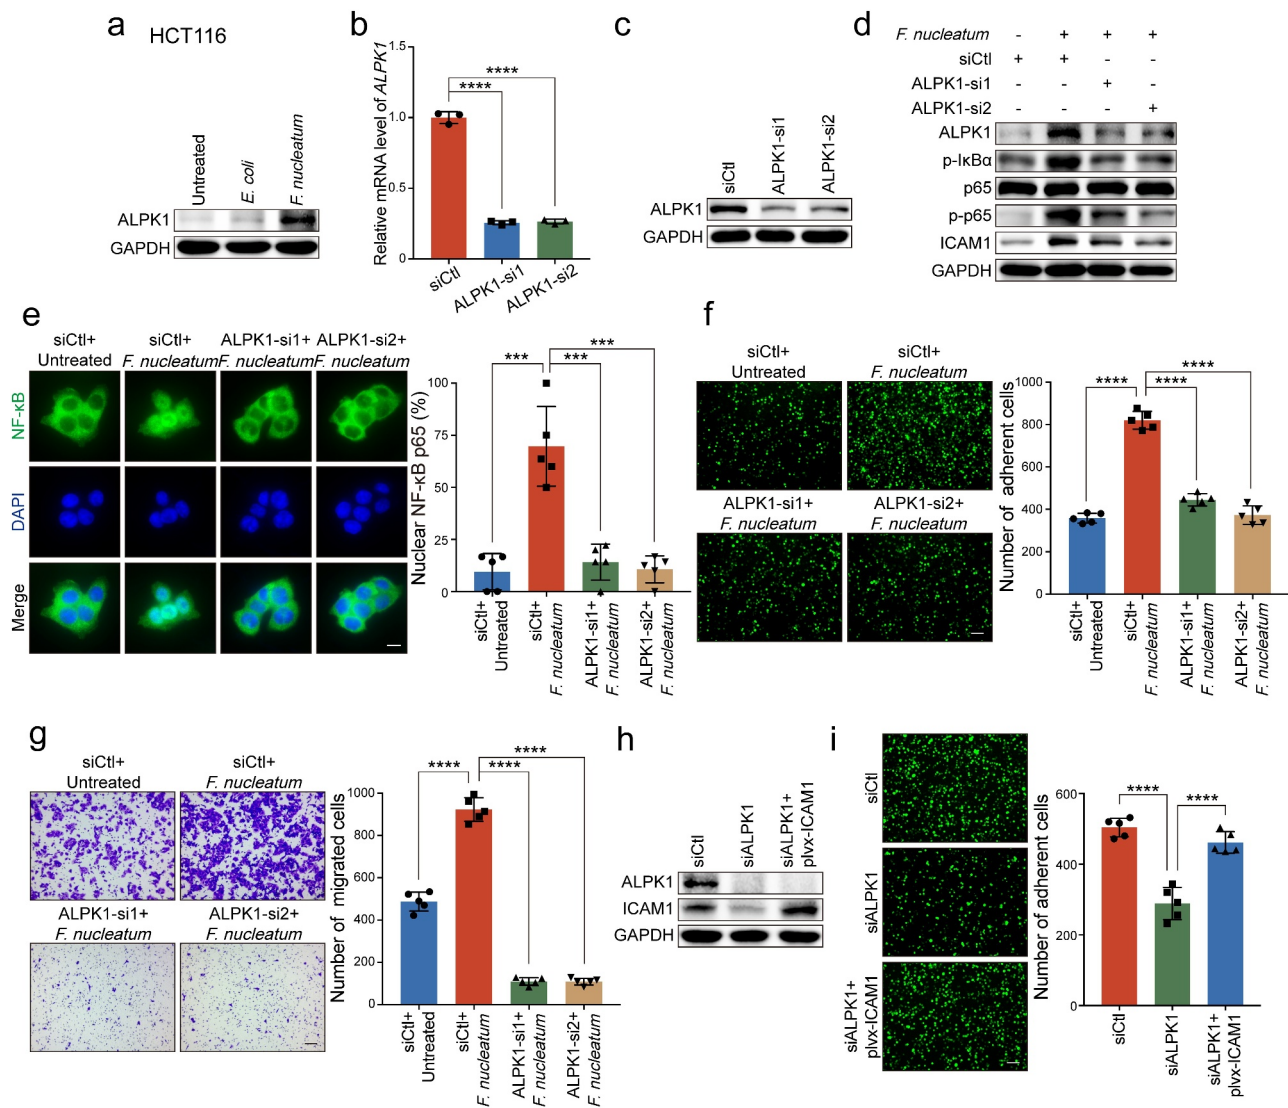 a
HCT116
Untreated
E. coli
F. nucleatum
ALPK1
GAPDH
b
Relative mRNA level of ALPK1
1.5
1.0
0.5
0
****
****
siCtl
ALPK1-si1
ALPK1-si2
c
siCtl
ALPK1-si1
ALPK1-si2
ALPK1
GAPDH
d
F. nucleatum - + + +
siCtl + + - -
ALPK1-si1 - - + -
ALPK1-si2 - - - +
ALPK1
p-IκBα
p65
p-p65
ICAM1
GAPDH
e
siCtl+
Untreated
siCtl+
F. nucleatum
ALPK1-si1+
F. nucleatum
ALPK1-si2+
F. nucleatum
NF-κB
DAPI
Merge
Nuclear NF-κB p65 (%)
100
75
50
25
0
***
***
***
siCtl+
Untreated
siCtl+
F. nucleatum
ALPK1-si1+
F. nucleatum
ALPK1-si2+
F. nucleatum
f
siCtl+
Untreated
siCtl+
F. nucleatum
ALPK1-si1+
F. nucleatum
ALPK1-si2+
F. nucleatum
Number of adherent cells
1000
800
600
400
200
0
****
****
****
siCtl+
Untreated
siCtl+
F. nucleatum
ALPK1-si1+
F. nucleatum
ALPK1-si2+
F. nucleatum
g
siCtl+
Untreated
siCtl+
F. nucleatum
ALPK1-si1+
F. nucleatum
ALPK1-si2+
F. nucleatum
Number of migrated cells
1000
800
600
400
200
0
****
****
****
siCtl+
Untreated
siCtl+
F. nucleatum
ALPK1-si1+
F. nucleatum
ALPK1-si2+
F. nucleatum
h
siCtl
siALPK1
siALPK1+
plvx-ICAM1
ALPK1
ICAM1
GAPDH
i
siCtl
siALPK1
siALPK1+
plvx-ICAM1
Number of adherent cells
600
400
200
0
****
****
siCtl
siALPK1
siALPK1+
plvx-ICAM1